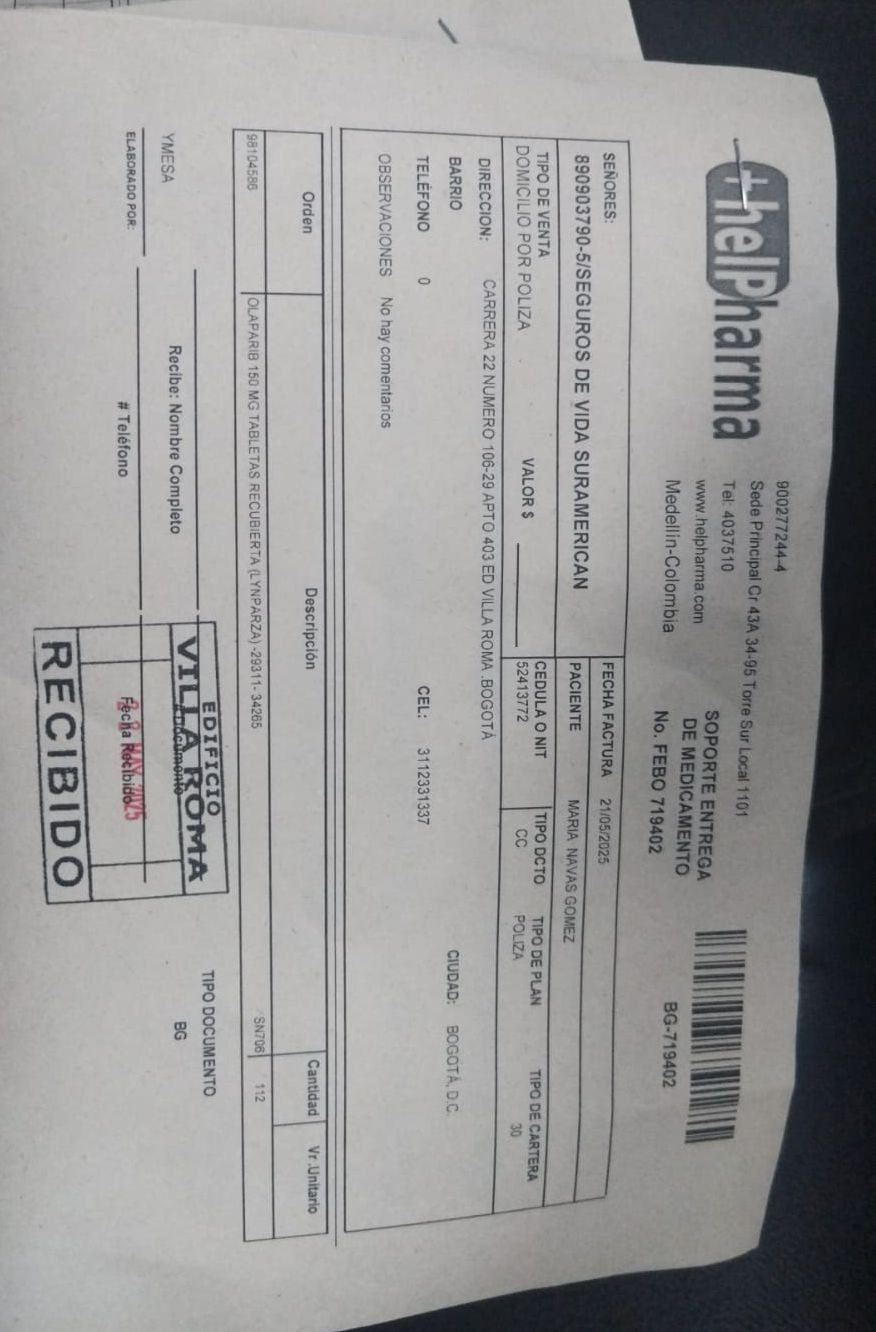 +helPharma
900277244-4
Sede Principal Cr 43A 34-95 Torre Sur Local 1101
Tel: 4037510
www.helpharma.com
Medellin-Colombia
SOPORTE ENTREGA
DE MEDICAMENTO
No. FEBO 719402
BG-719402
SEÑORES:
890903790-5/SEGUROS DE VIDA SURAMERICAN
FECHA FACTURA 21/05/2025
PACIENTE MARIA NAVAS GOMEZ
TIPO DE VENTA VALOR $ CEDULA O NIT TIPO DCTO TIPO DE PLAN TIPO DE CARTERA
DOMICILIO POR POLIZA 52413772 CC POLIZA 30
DIRECCION: CARRERA 22 NUMERO 106-29 APTO 403 ED VILLA ROMA .BOGOTÁ
BARRIO CIUDAD: BOGOTÁ, D.C.
TELÉFONO 0 CEL: 3112331337
OBSERVACIONES No hay comentarios
Orden Descripción Cantidad Vr.Unitario
98104586 OLAPARIB 150 MG TABLETAS RECUBIERTA (LYNPARZA) -29311- 34265 SN706 112
YMESA
ELABORADO POR:
Recibe: Nombre Completo
# Teléfono
# Documento
Fecha Recibido
TIPO DOCUMENTO
BG
EDIFICIO
VILLA ROMA
MAY 2025
RECIBIDO